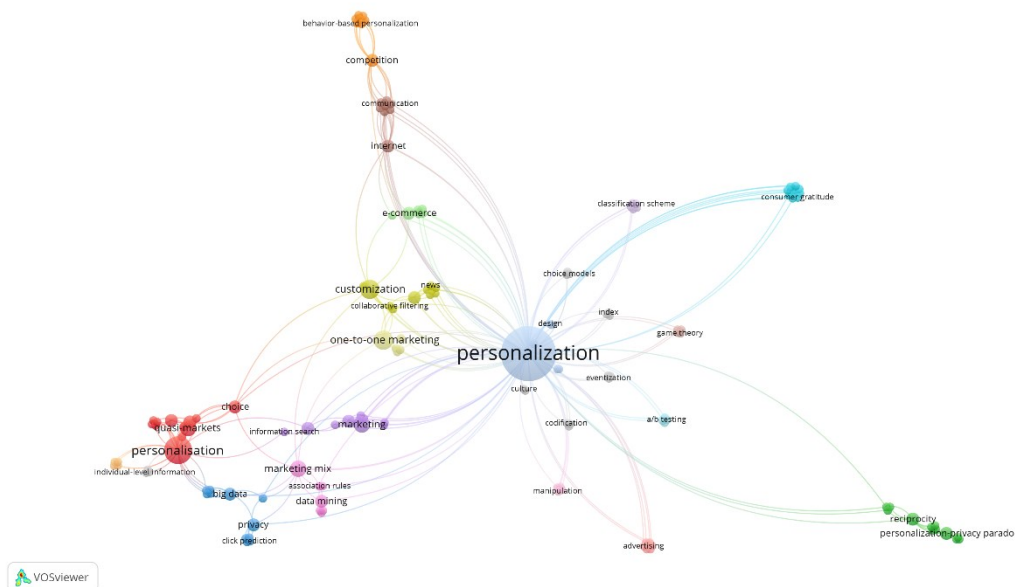 behavior-based personalization
competition
communication
internet
consumer gratitude
classification scheme
e-commerce
choice models
customization
news
collaborative filtering
index
design
game theory
one-to-one marketing
personalization
eventization
culture
choice
a/b testing
codification
marketing
quasi-markets
information search
personalisation
marketing mix
individual-level information
association rules
manipulation
big data
data mining
reciprocity
privacy
personalization-privacy parado
click prediction
advertising
VOSviewer